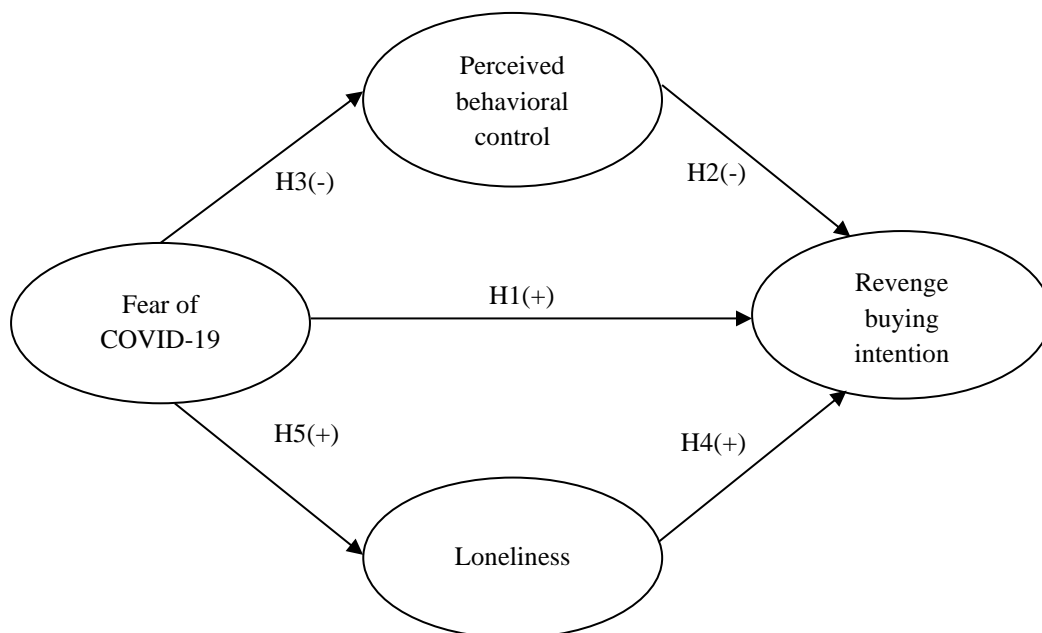 Perceived
behavioral
control
H3(-)
H2(-)
Fear of
COVID-19
H1(+)
Revenge
buying
intention
H5(+)
H4(+)
Loneliness